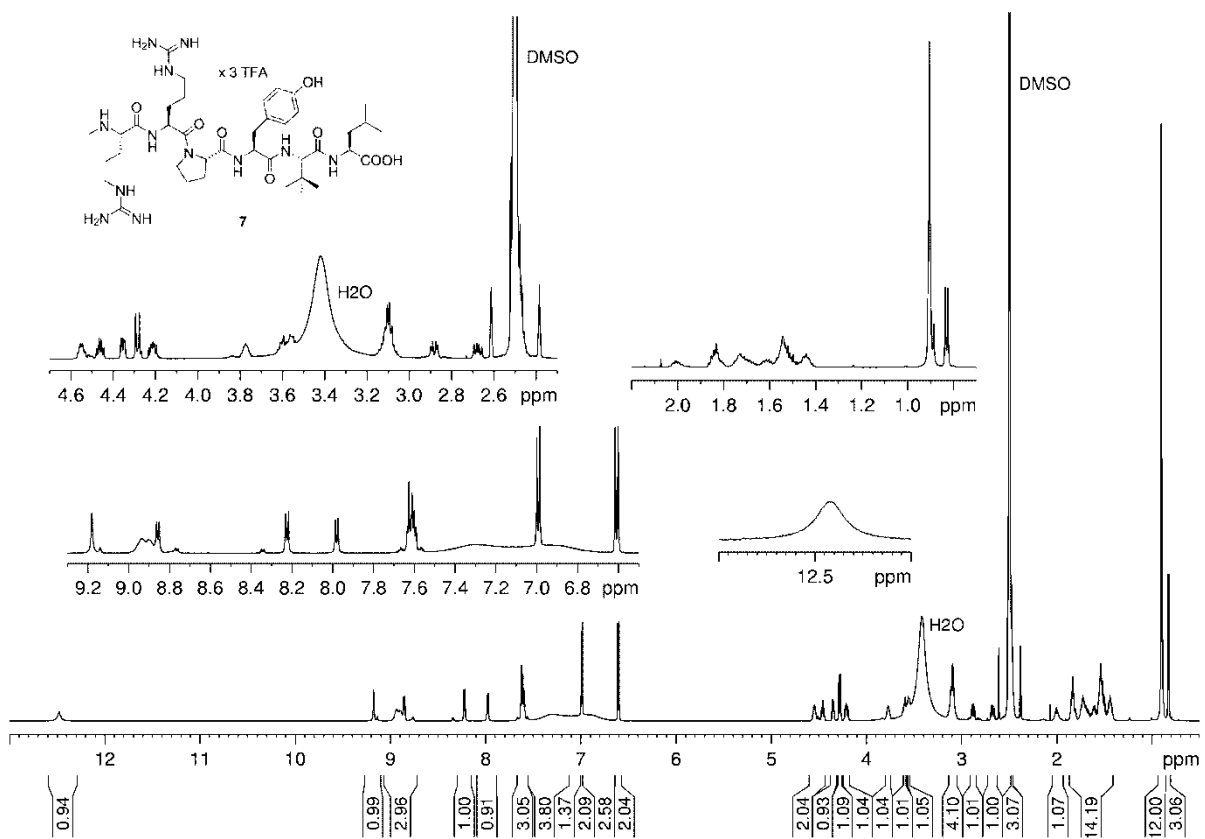 H₂N NH
HN
x 3 TFA
OH
DMSO
DMSO
HN O H N O O H N O
N N H O N H O COOH
NH
H₂N NH
7
H2O
4.6 4.4 4.2 4.0 3.8 3.6 3.4 3.2 3.0 2.8 2.6 ppm
2.0 1.8 1.6 1.4 1.2 1.0 ppm
9.2 9.0 8.8 8.6 8.4 8.2 8.0 7.8 7.6 7.4 7.2 7.0 6.8 ppm
12.5 ppm
H2O
12 11 10 9 8 7 6 5 4 3 2 ppm
0.94 0.99 2.96 1.00 0.91 3.05 3.80 1.37 2.09 2.58 2.04 2.04 0.93 1.09 1.04 1.04 1.01 1.05 4.10 1.01 1.00 3.07 1.07 14.19 12.00 3.06